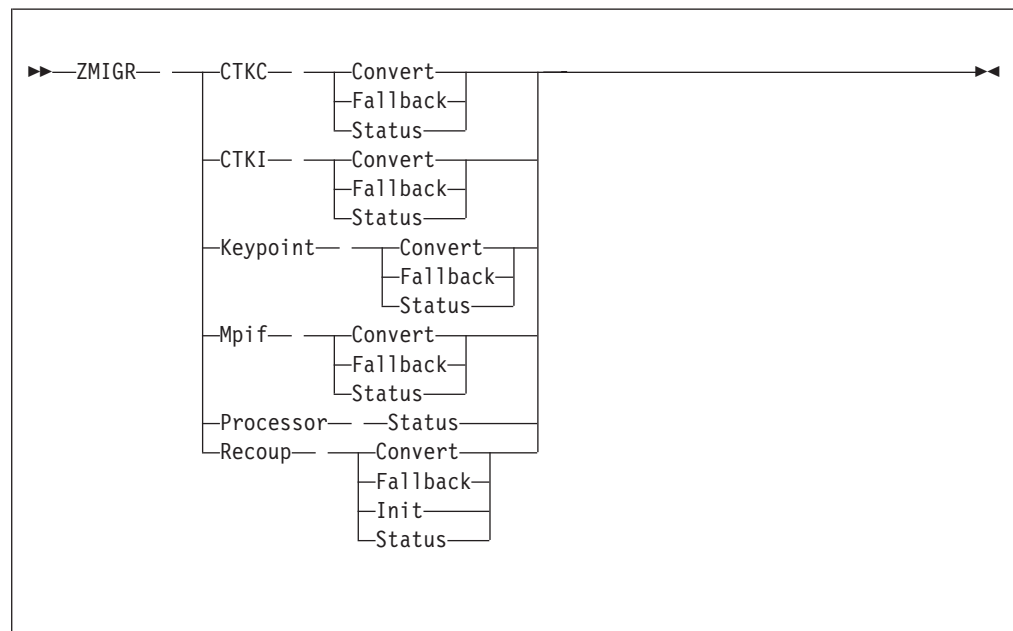 ZMIGR CTKC Convert
Fallback
Status
CTKI Convert
Fallback
Status
Keypoint Convert
Fallback
Status
Mpif Convert
Fallback
Status
Processor Status
Recoup Convert
Fallback
Init
Status